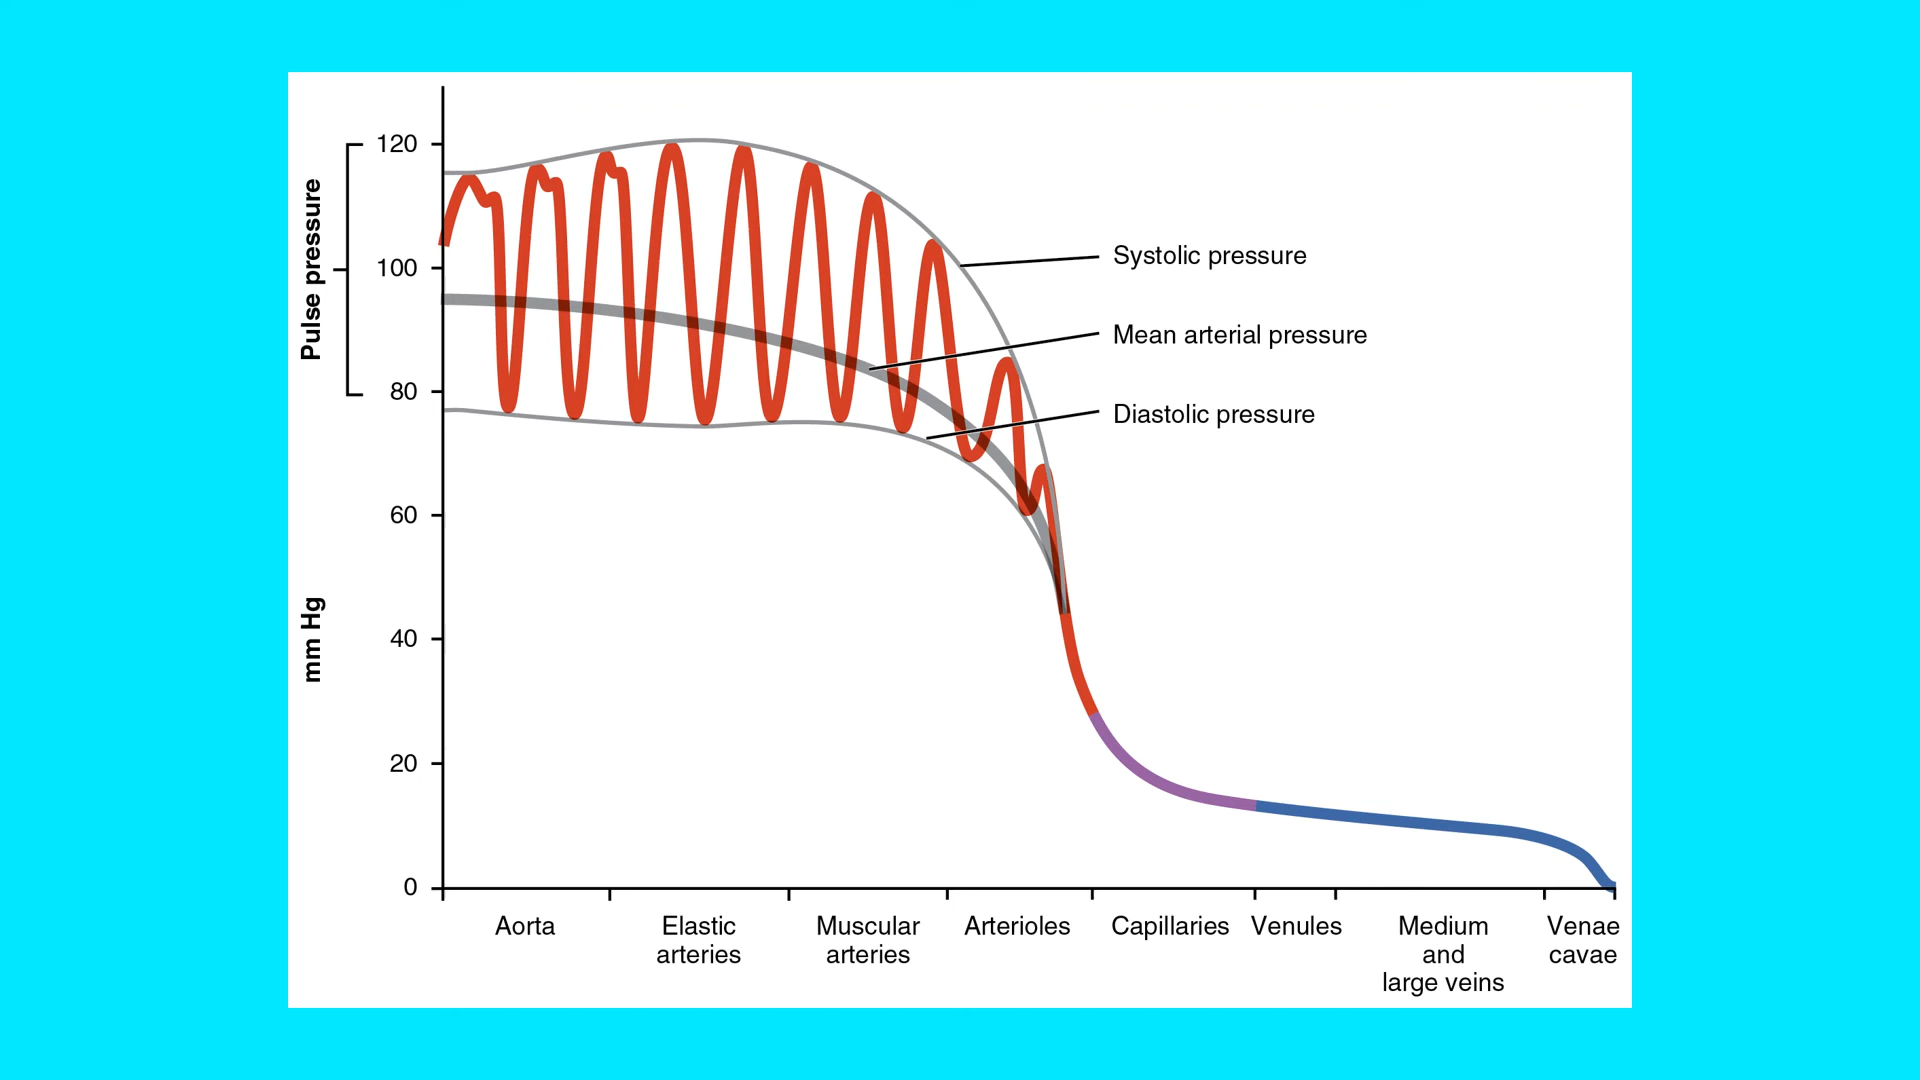 Pulse pressure
mm Hg
120
100
80
60
40
20
0
Systolic pressure
Mean arterial pressure
Diastolic pressure
Aorta
Elastic
arteries
Muscular
arteries
Arterioles
Capillaries
Venules
Medium
and
large veins
Venae
cavae